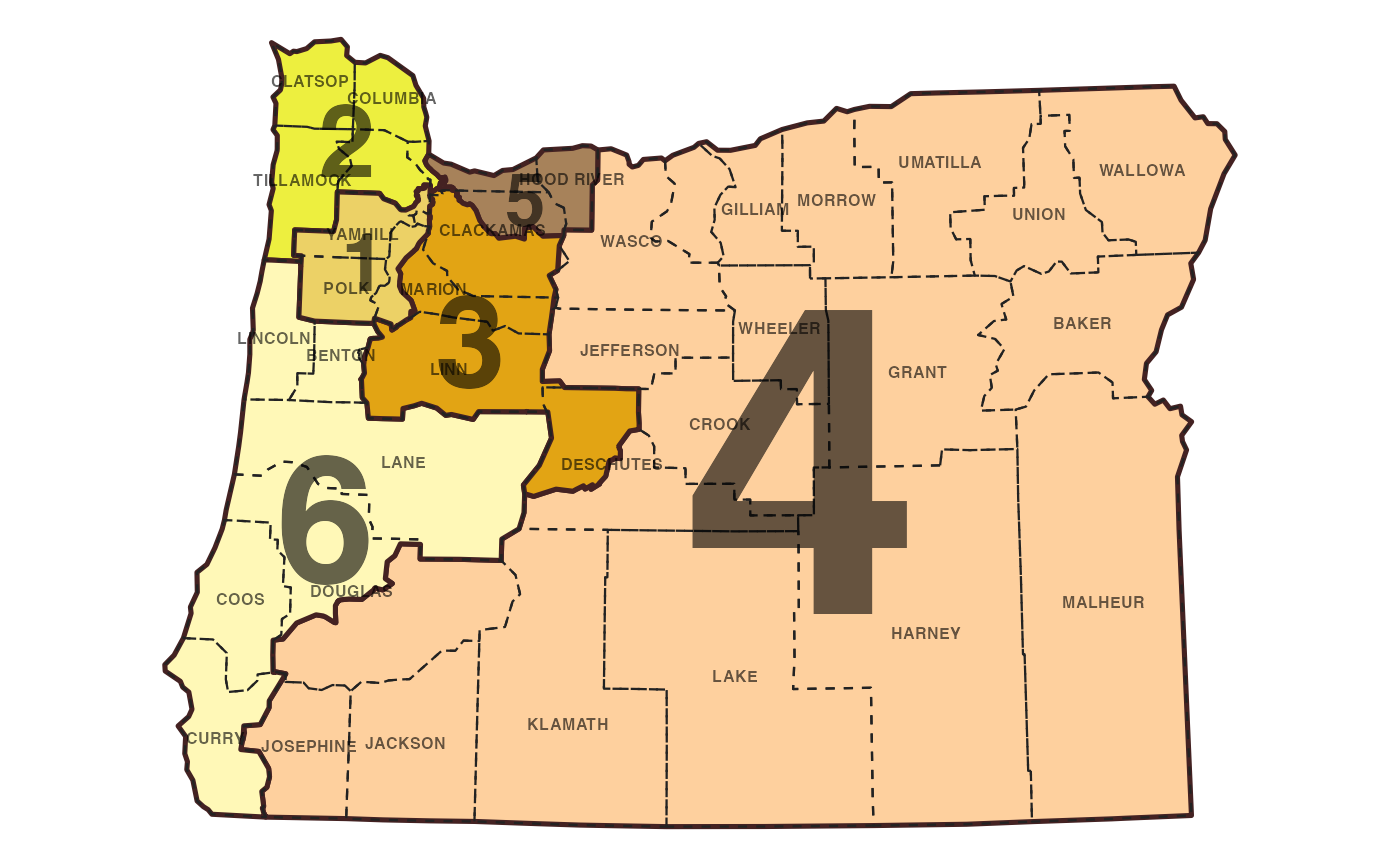 CLATSOP
COLUMBIA
2
TILLAMOOK
HOOD RIVER
5
YAMHILL
1
POLK
CLACKAMAS
MARION
WASCO
GILLIAM
MORROW
UMATILLA
UNION
WALLOWA
LINCOLN
BENTON
LINN
3
JEFFERSON
WHEELER
GRANT
BAKER
CROOK
4
LANE
DESCHUTES
6
COOS
DOUGLAS
HARNEY
MALHEUR
LAKE
KLAMATH
CURRY
JOSEPHINE
JACKSON